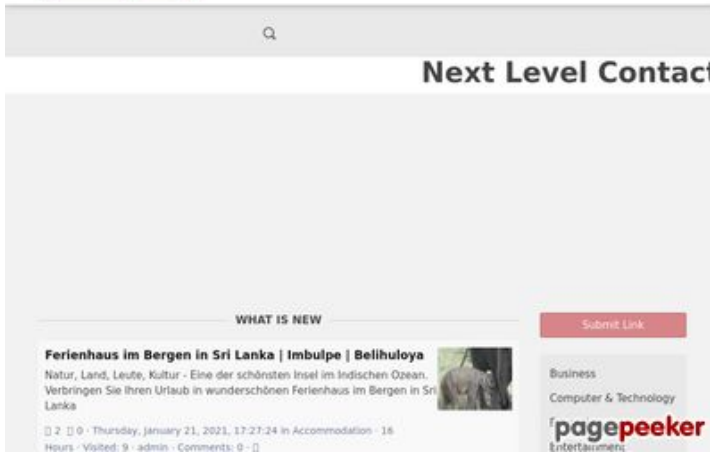 Next Level Contact
WHAT IS NEW
Submit Link
Ferienhaus im Bergen in Sri Lanka | Imbulpe | Belihuloya
Natur, Land, Leute, Kultur - Eine der schönsten Insel im Indischen Ozean.
Verbringen Sie Ihren Urlaub in wunderschönen Ferienhaus im Bergen in Sri
Lanka
2 0 · Thursday, January 21, 2021, 17:27:24 in Accommodation · 16
Hours · Visited: 9 · admin · Comments: 0 ·
Business
Computer & Technology
Entertainment
pagepeeker